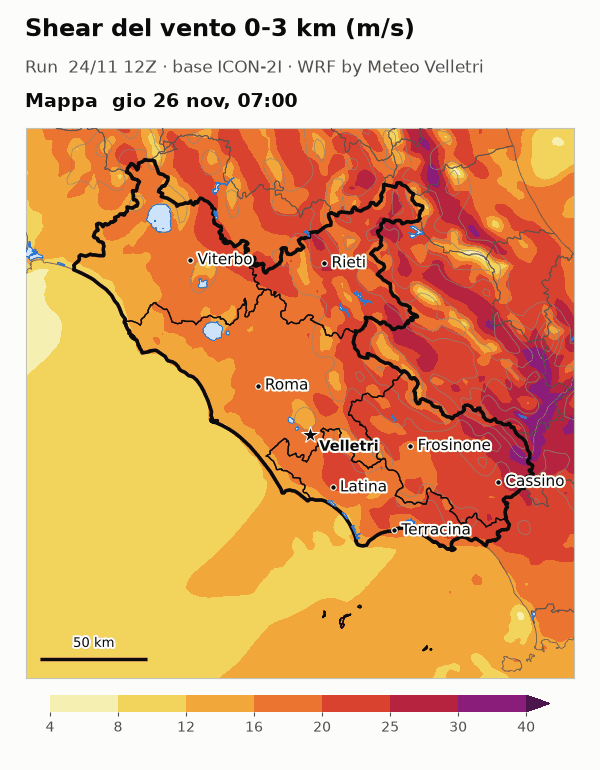 Shear del vento 0-3 km (m/s)
Run  24/11 12Z · base ICON-2I · WRF by Meteo Velletri
Mappa  gio 26 nov, 07:00
Viterbo
Rieti
Roma
Velletri
Frosinone
Cassino
Latina
Terracina
50 km
4 8 12 16 20 25 30 40